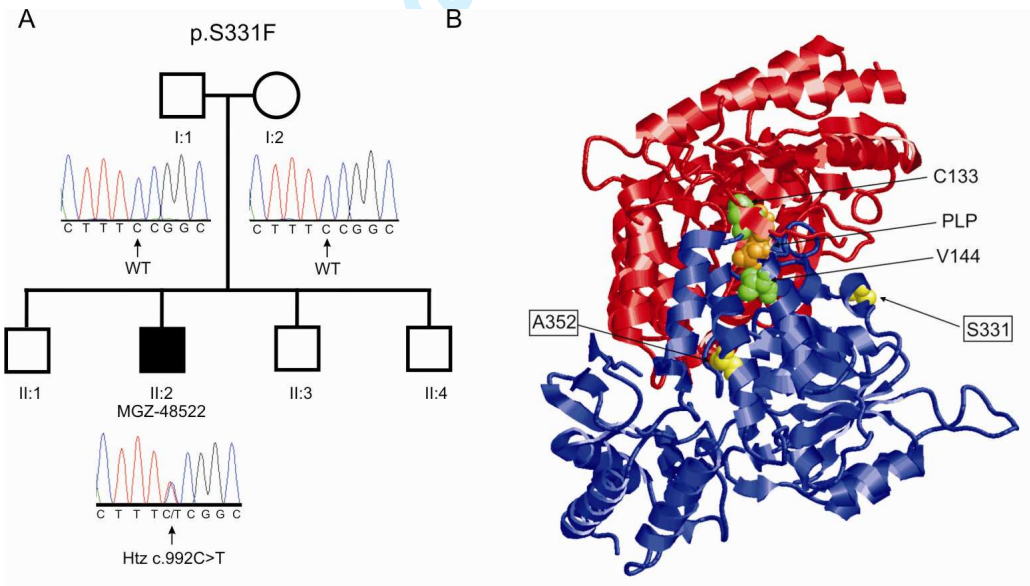 A
B
p.S331F
I:1
I:2
C T T T C C G G C
C T T T C C G G C
WT
WT
II:1
II:2
II:3
II:4
MGZ-48522
C T T T C/T C G G C
Htz c.992C>T
C133
PLP
V144
A352
S331